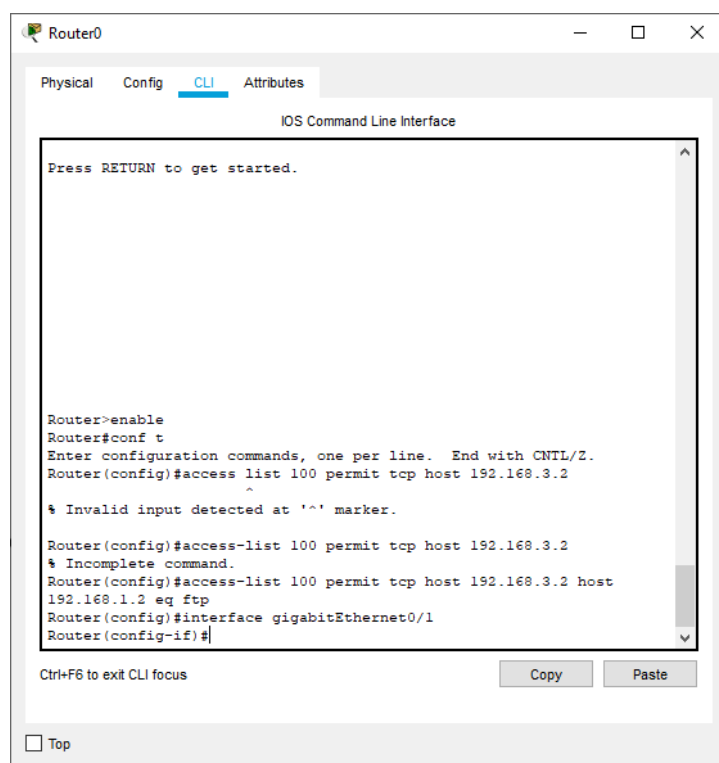 Router0
Physical Config CLI Attributes
IOS Command Line Interface
Press RETURN to get started.
Router>enable
Router#conf t
Enter configuration commands, one per line.  End with CNTL/Z.
Router(config)#access list 100 permit tcp host 192.168.3.2
^
% Invalid input detected at '^' marker.
Router(config)#access-list 100 permit tcp host 192.168.3.2
% Incomplete command.
Router(config)#access-list 100 permit tcp host 192.168.3.2 host
192.168.1.2 eq ftp
Router(config)#interface gigabitEthernet0/1
Router(config-if)#
Ctrl+F6 to exit CLI focus
Copy Paste
Top